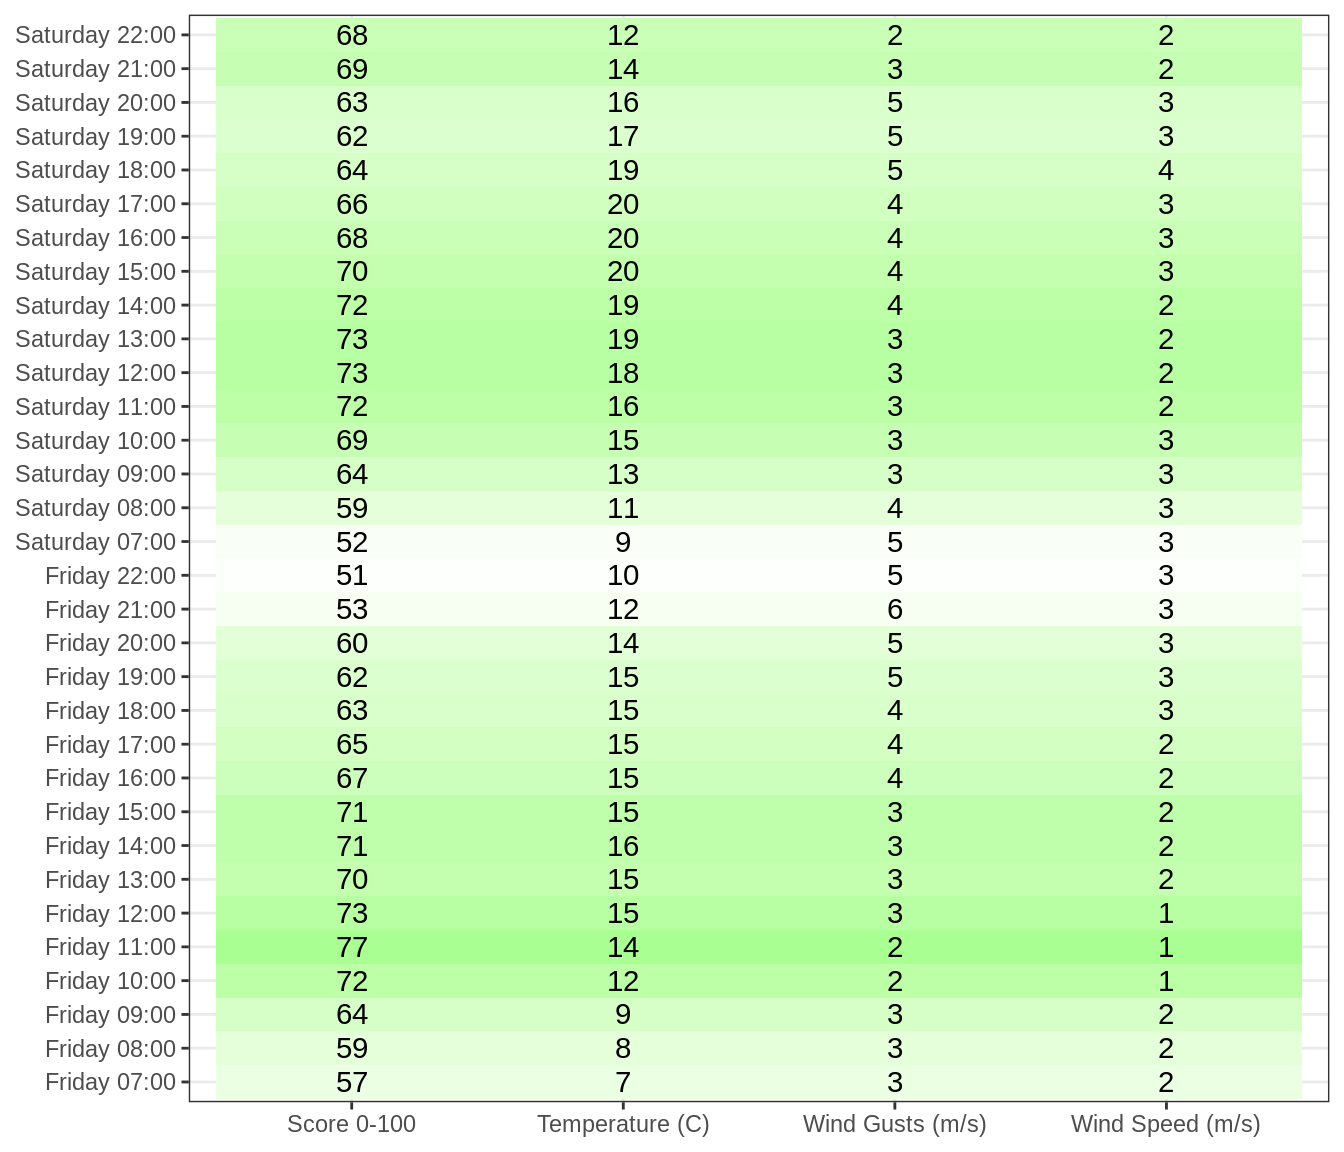 Saturday 22:00 68 12 2 2
Saturday 21:00 69 14 3 2
Saturday 20:00 63 16 5 3
Saturday 19:00 62 17 5 3
Saturday 18:00 64 19 5 4
Saturday 17:00 66 20 4 3
Saturday 16:00 68 20 4 3
Saturday 15:00 70 20 4 3
Saturday 14:00 72 19 4 2
Saturday 13:00 73 19 3 2
Saturday 12:00 73 18 3 2
Saturday 11:00 72 16 3 2
Saturday 10:00 69 15 3 3
Saturday 09:00 64 13 3 3
Saturday 08:00 59 11 4 3
Saturday 07:00 52 9 5 3
Friday 22:00 51 10 5 3
Friday 21:00 53 12 6 3
Friday 20:00 60 14 5 3
Friday 19:00 62 15 5 3
Friday 18:00 63 15 4 3
Friday 17:00 65 15 4 2
Friday 16:00 67 15 4 2
Friday 15:00 71 15 3 2
Friday 14:00 71 16 3 2
Friday 13:00 70 15 3 2
Friday 12:00 73 15 3 1
Friday 11:00 77 14 2 1
Friday 10:00 72 12 2 1
Friday 09:00 64 9 3 2
Friday 08:00 59 8 3 2
Friday 07:00 57 7 3 2
Score 0-100 Temperature (C) Wind Gusts (m/s) Wind Speed (m/s)